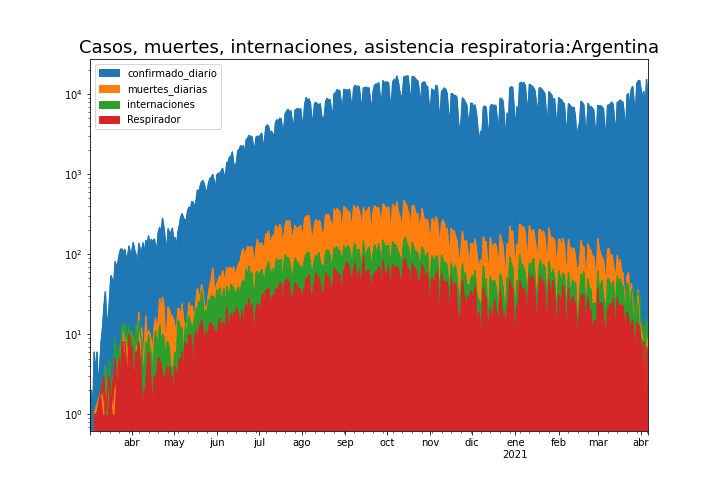 Casos, muertes, internaciones, asistencia respiratoria:Argentina
confirmado_diario
muertes_diarias
internaciones
Respirador
10⁴
10³
10²
10¹
10⁰
abr may jun jul ago sep oct nov dic ene feb mar abr
2021